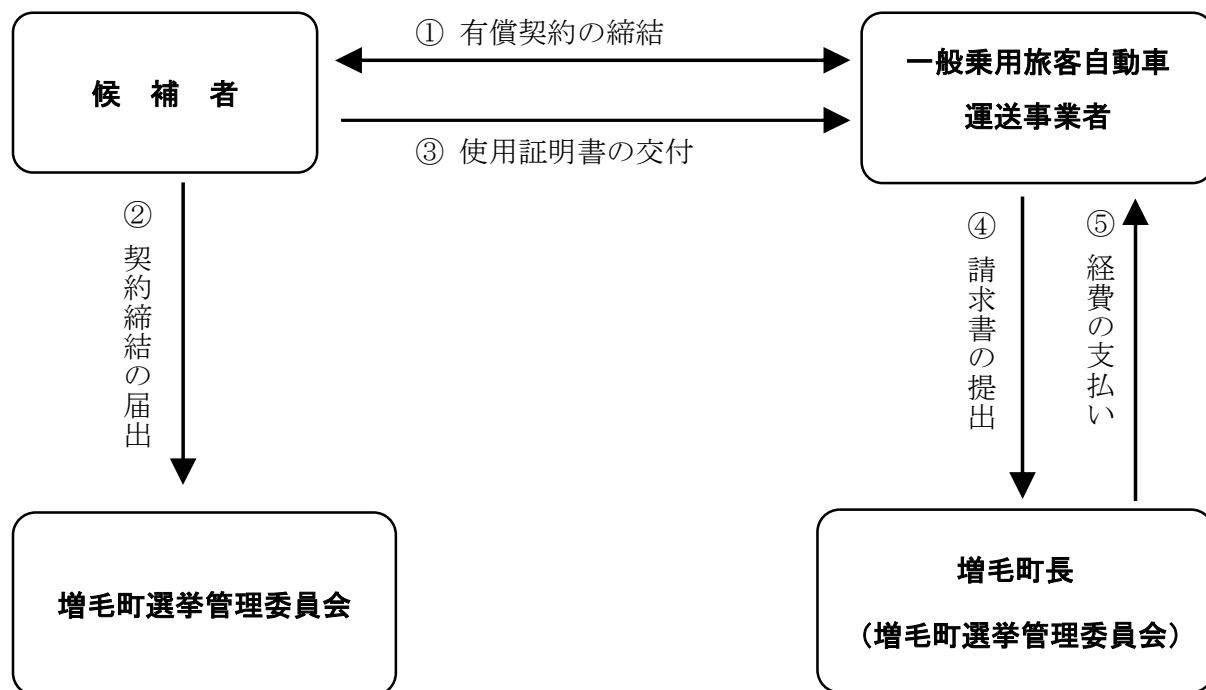 ① 有償契約の締結
候　補　者
一般乗用旅客自動車
運送事業者
③ 使用証明書の交付
② 契約締結の届出
④ 請求書の提出
⑤ 経費の支払い
増毛町選挙管理委員会
増毛町長
（増毛町選挙管理委員会）